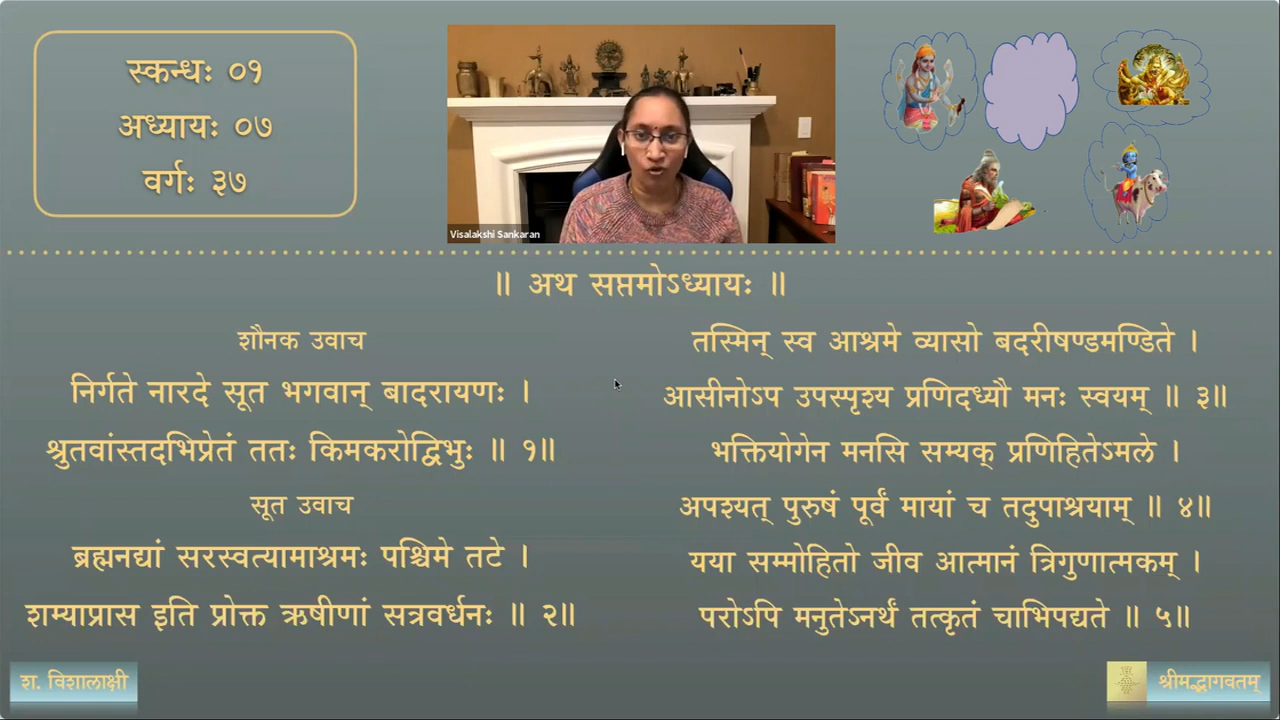 स्कन्धः ०१
अध्यायः ०७
वर्गः ३७
Visalakshi Sankaran
॥ अथ सप्तमोऽध्यायः ॥
शौनक उवाच
निर्गते नारदे सूत भगवान् बादरायणः ।
श्रुतवांस्तदभिप्रेतं ततः किमकरोद्विभुः ॥ १॥
सूत उवाच
ब्रह्मनद्यां सरस्वत्यामाश्रमः पश्चिमे तटे ।
शम्याप्रास इति प्रोक्त ऋषीणां सत्रवर्धनः ॥ २॥
तस्मिन् स्व आश्रमे व्यासो बदरीषण्डमण्डिते ।
आसीनोऽप उपस्पृश्य प्रणिदध्यौ मनः स्वयम् ॥ ३॥
भक्तियोगेन मनसि सम्यक् प्रणिहितेऽमले ।
अपश्यत् पुरुषं पूर्वं मायां च तदुपाश्रयाम् ॥ ४॥
यया सम्मोहितो जीव आत्मानं त्रिगुणात्मकम् ।
परोऽपि मनुतेऽनर्थं तत्कृतं चाभिपद्यते ॥ ५॥
श. विशालाक्षी
श्रीमद्भागवतम्